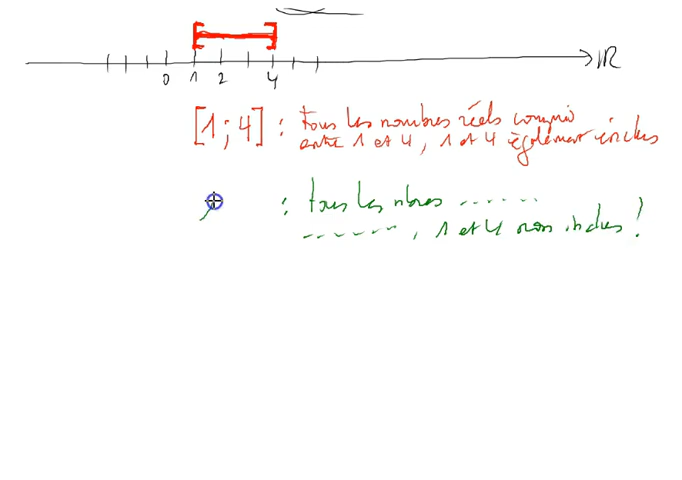 ℝ
0 1 2 4
[1 ; 4] : tous les nombres réels compris
entre 1 et 4, 1 et 4 également inclus
: tous les nbres ......
- - - - - - - , 1 et 4 non inclus !